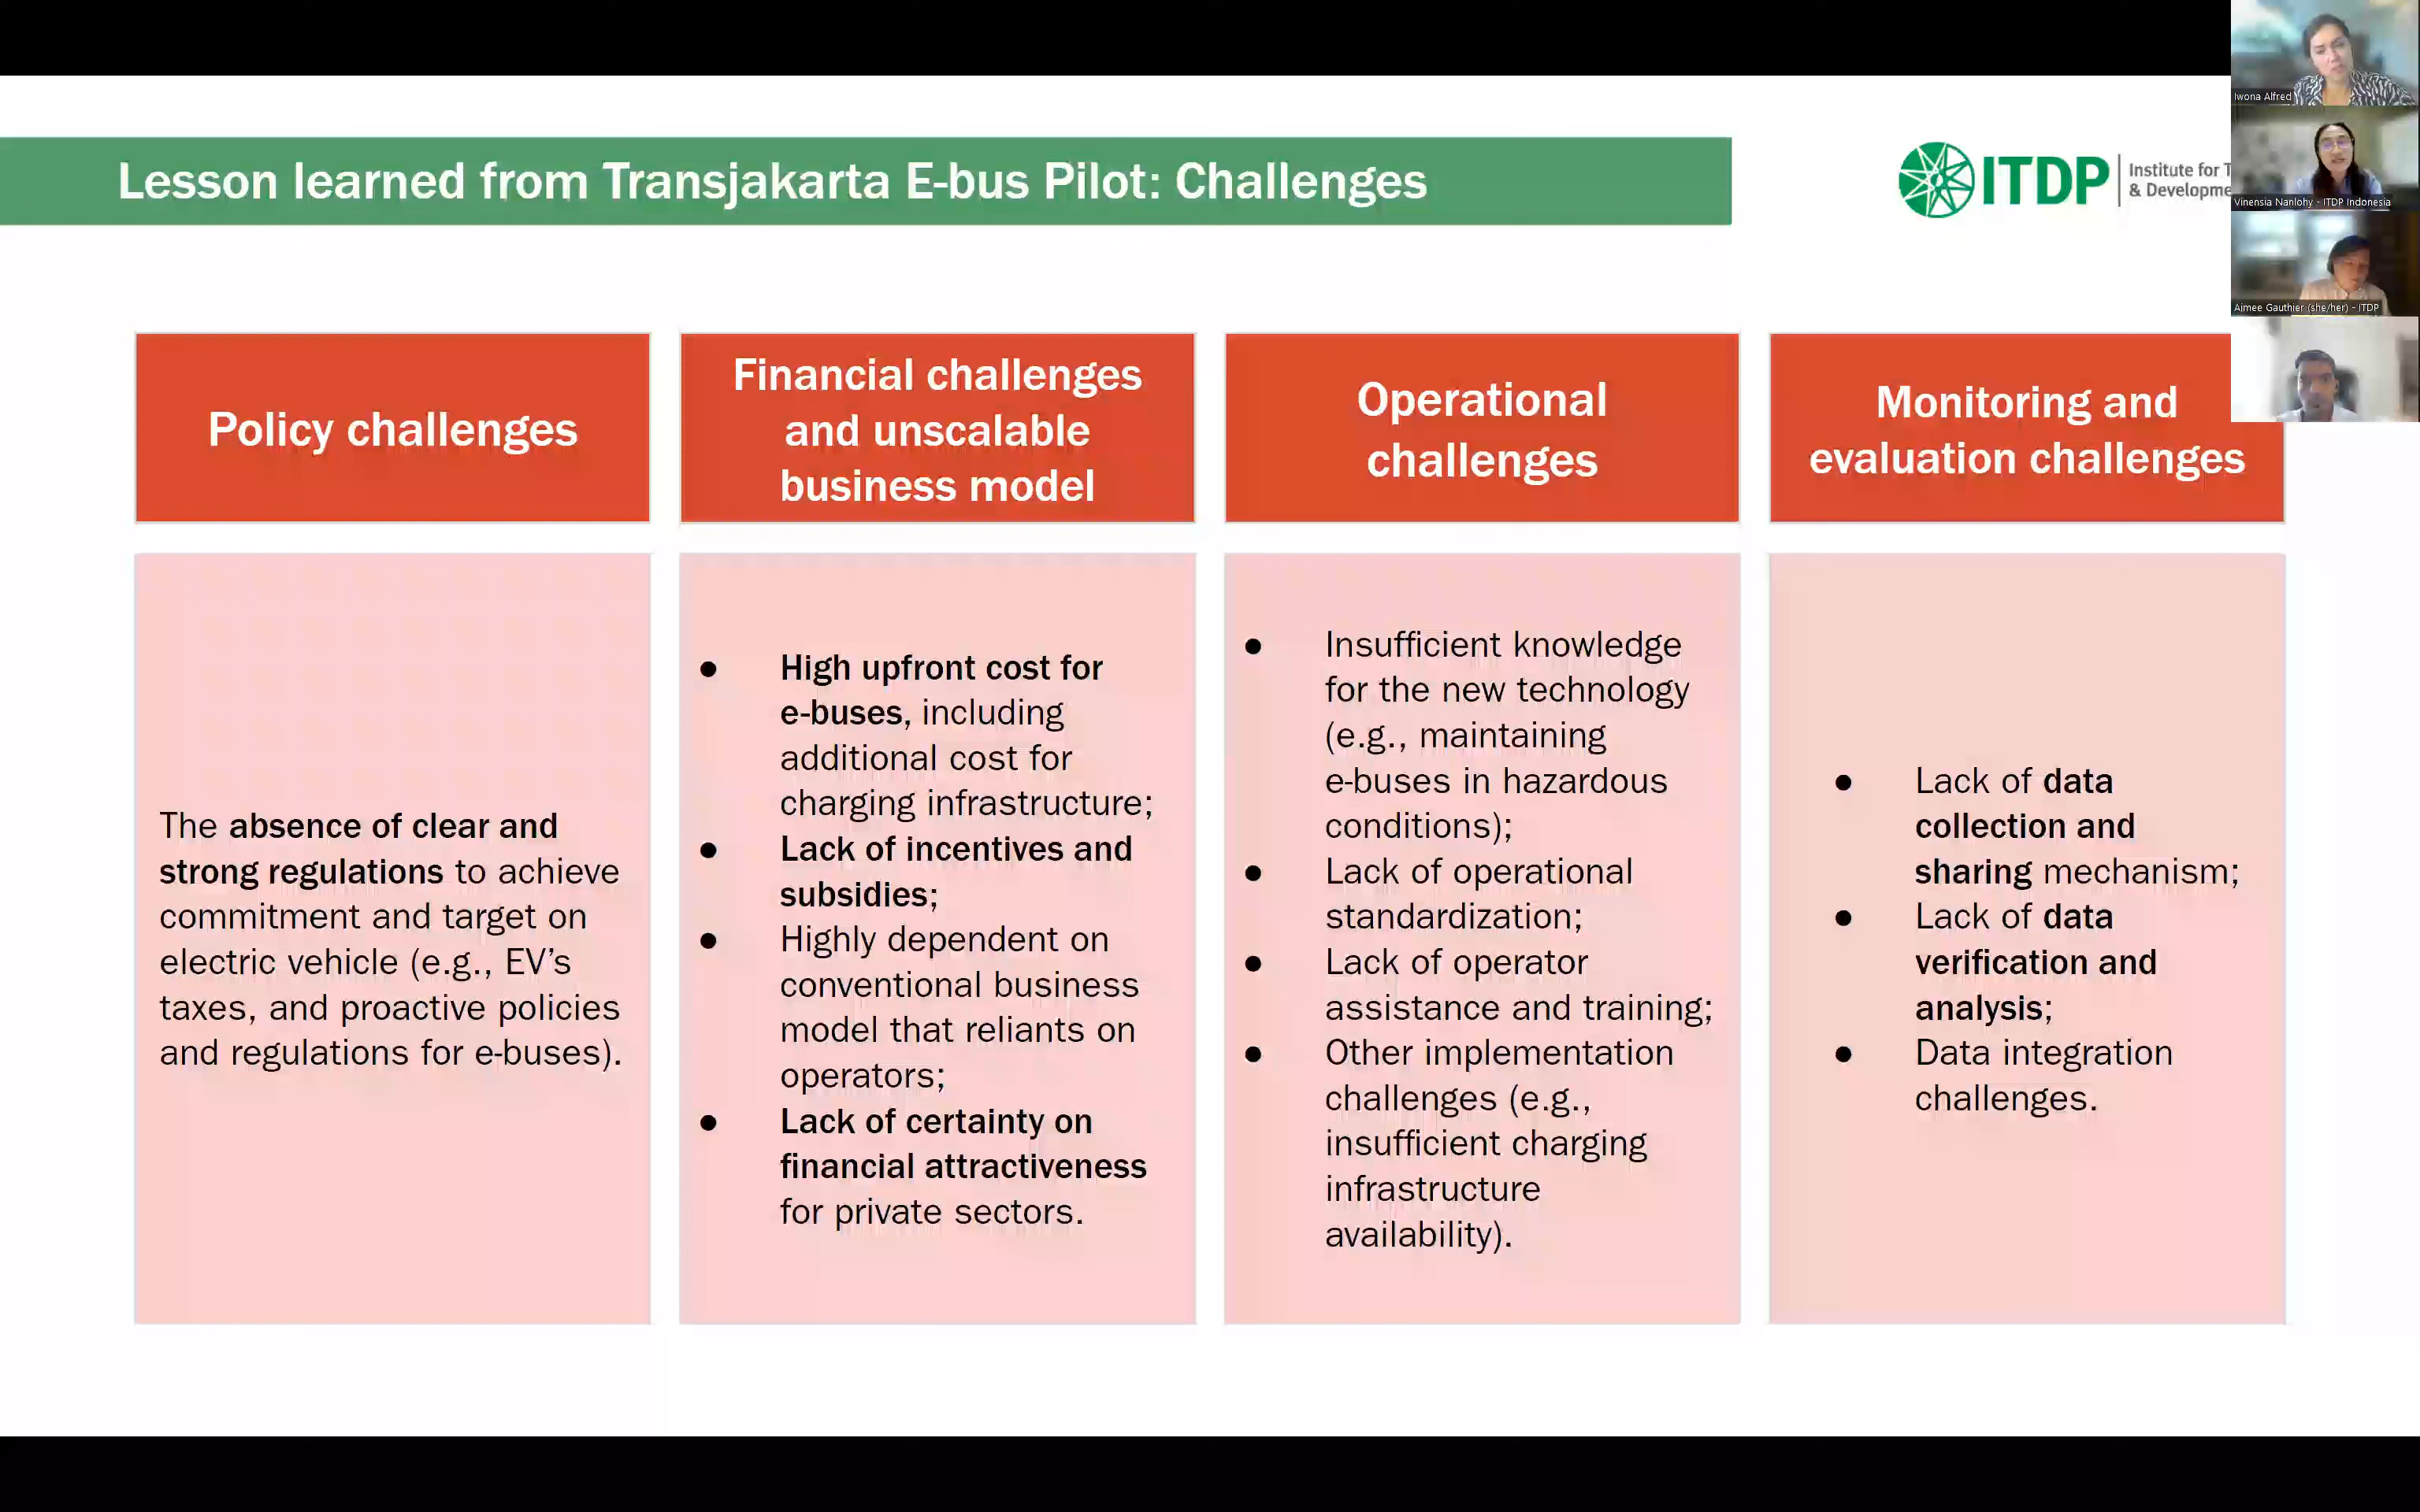 Lesson learned from Transjakarta E-bus Pilot: Challenges
ITDP
Institute for T
& Developme
Iwona Alfred
Vinensia Nanlohy - ITDP Indonesia
Aimee Gauthier (she/her) - ITDP
Policy challenges
The absence of clear and
strong regulations to achieve
commitment and target on
electric vehicle (e.g., EV’s
taxes, and proactive policies
and regulations for e-buses).
Financial challenges
and unscalable
business model
● High upfront cost for
e-buses, including
additional cost for
charging infrastructure;
● Lack of incentives and
subsidies;
● Highly dependent on
conventional business
model that reliants on
operators;
● Lack of certainty on
financial attractiveness
for private sectors.
Operational
challenges
● Insufficient knowledge
for the new technology
(e.g., maintaining
e-buses in hazardous
conditions);
● Lack of operational
standardization;
● Lack of operator
assistance and training;
● Other implementation
challenges (e.g.,
insufficient charging
infrastructure
availability).
Monitoring and
evaluation challenges
● Lack of data
collection and
sharing mechanism;
● Lack of data
verification and
analysis;
● Data integration
challenges.